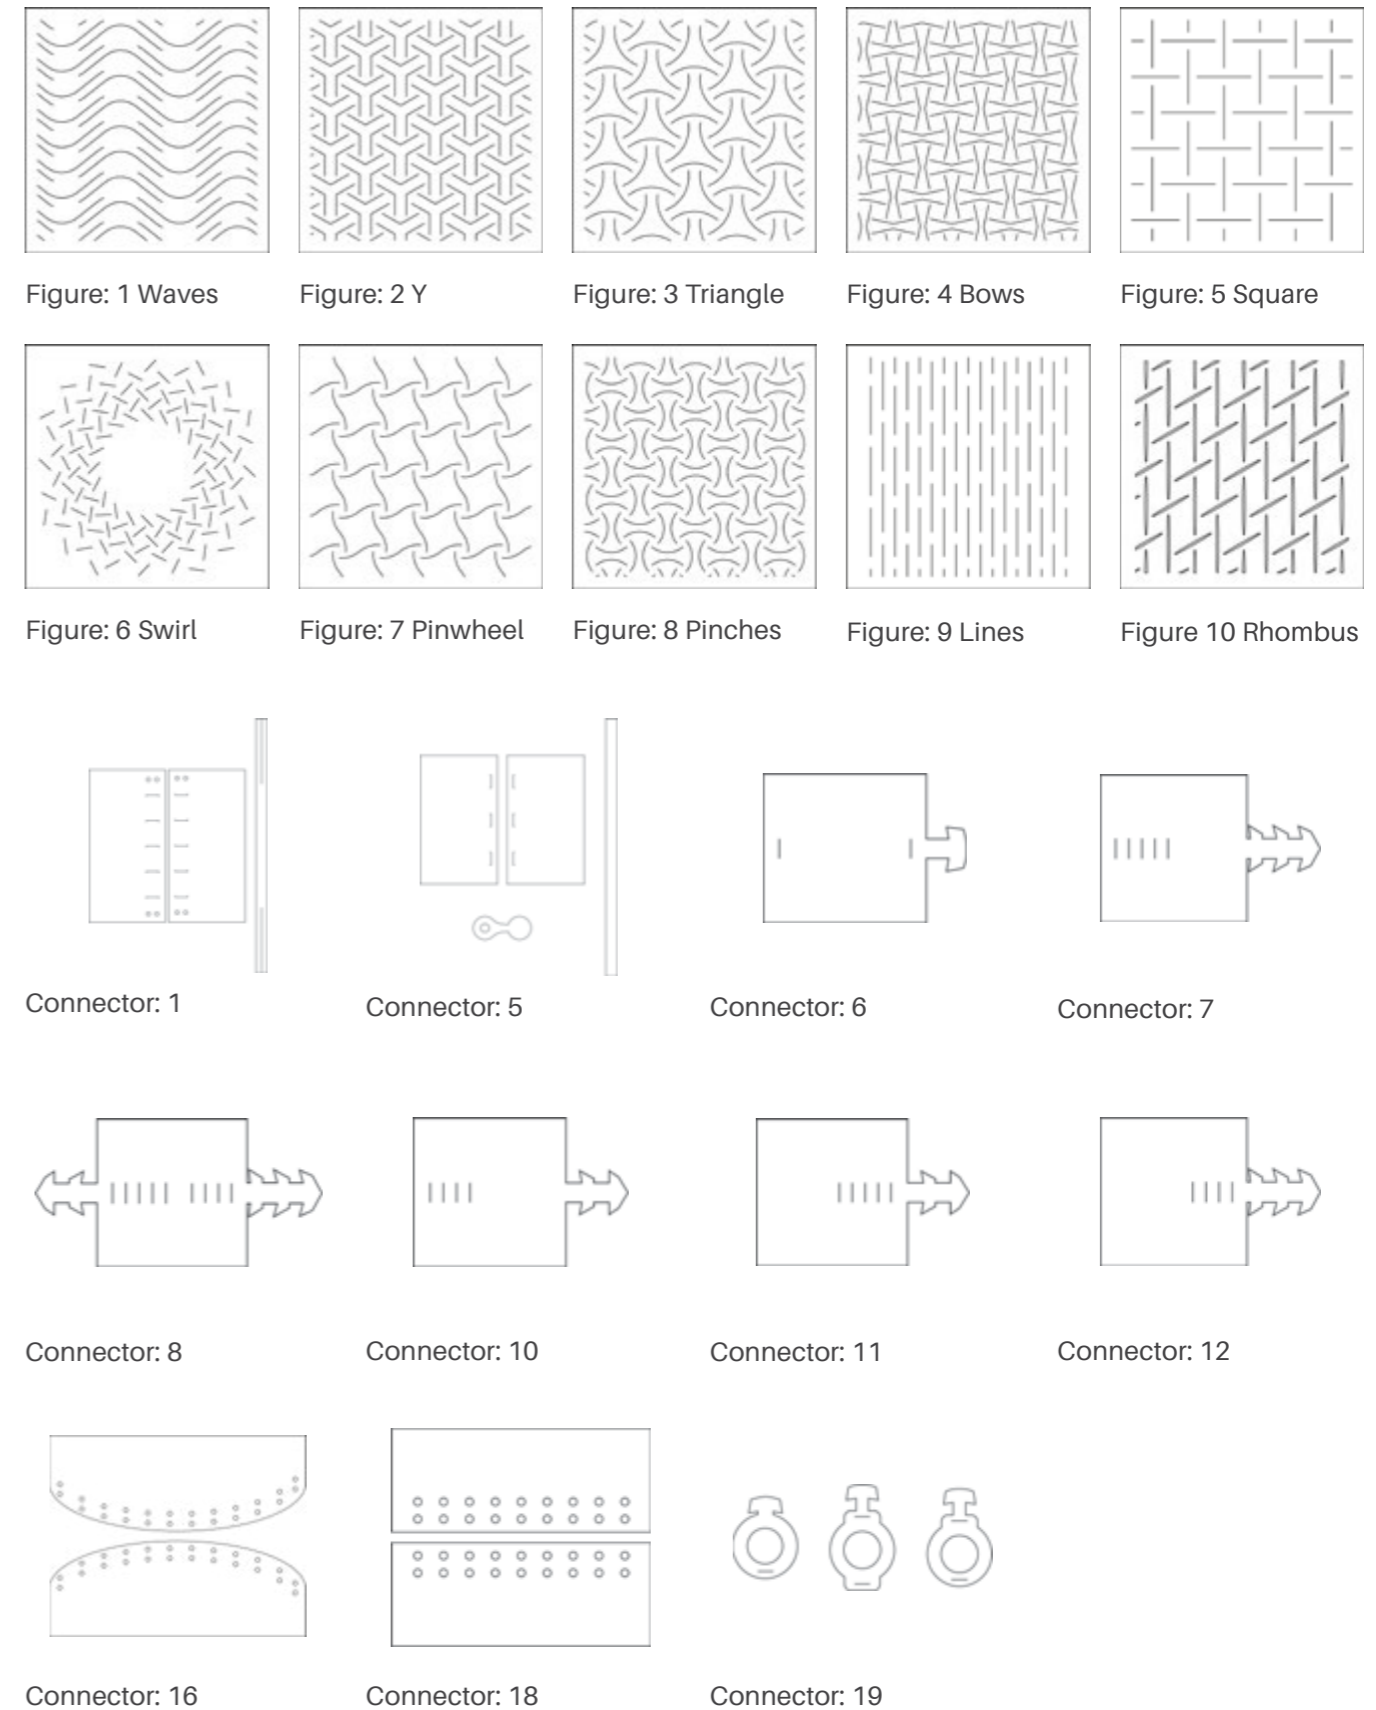 Figure: 1 Waves
Figure: 2 Y
Figure: 3 Triangle
Figure: 4 Bows
Figure: 5 Square
Figure: 6 Swirl
Figure: 7 Pinwheel
Figure: 8 Pinches
Figure: 9 Lines
Figure 10 Rhombus
Connector: 1
Connector: 5
Connector: 6
Connector: 7
Connector: 8
Connector: 10
Connector: 11
Connector: 12
Connector: 16
Connector: 18
Connector: 19